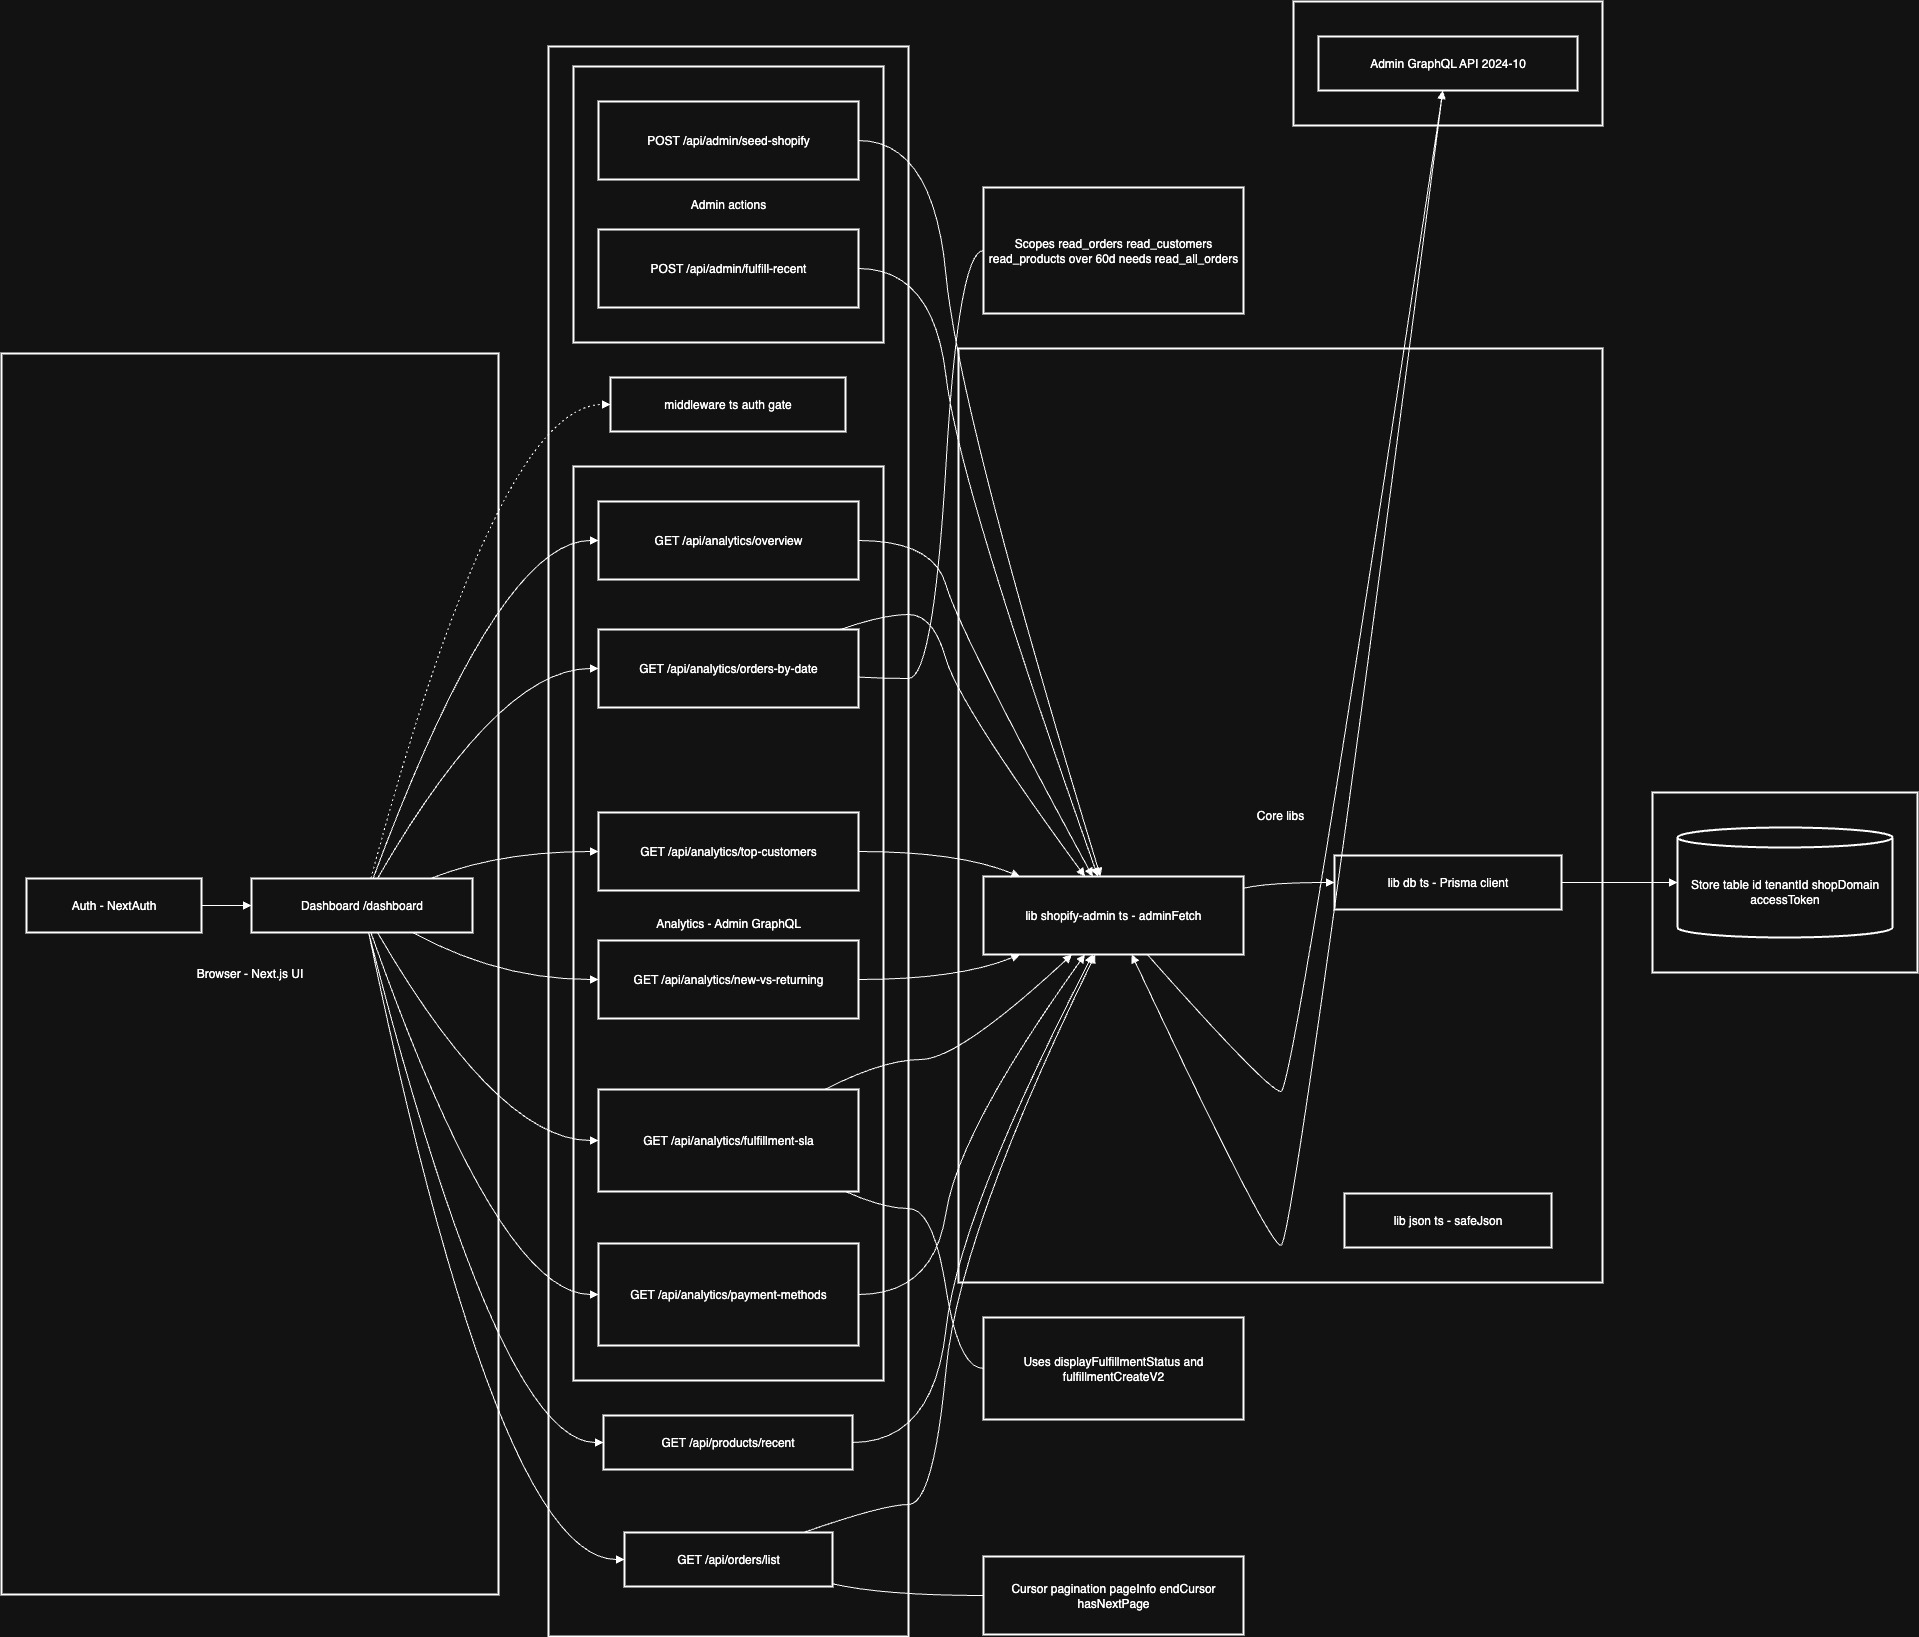 Admin GraphQL API 2024-10
POST /api/admin/seed-shopify
Admin actions
POST /api/admin/fulfill-recent
Scopes read_orders read_customers
read_products over 60d needs read_all_orders
middleware ts auth gate
GET /api/analytics/overview
GET /api/analytics/orders-by-date
Core libs
GET /api/analytics/top-customers
lib db ts - Prisma client
Store table id tenantId shopDomain
accessToken
Auth - NextAuth
Dashboard /dashboard
lib shopify-admin ts - adminFetch
Analytics - Admin GraphQL
Browser - Next.js UI
GET /api/analytics/new-vs-returning
GET /api/analytics/fulfillment-sla
lib json ts - safeJson
GET /api/analytics/payment-methods
Uses displayFulfillmentStatus and
fulfillmentCreateV2
GET /api/products/recent
GET /api/orders/list
Cursor pagination pageInfo endCursor
hasNextPage